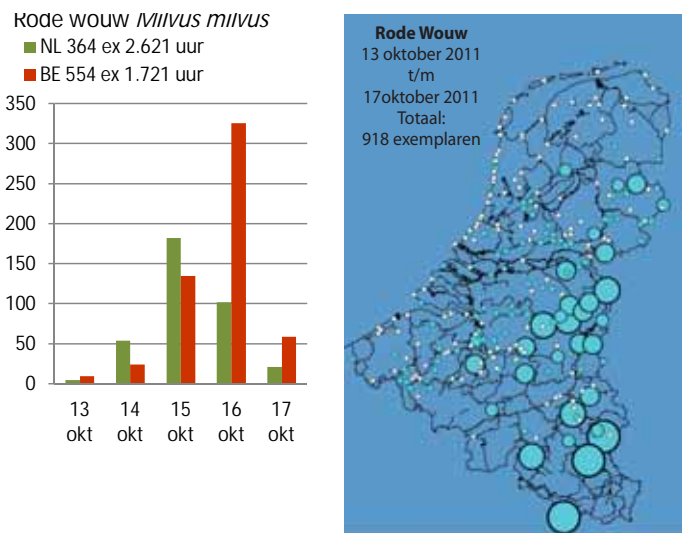 Rode wouw Milvus milvus
NL 364 ex 2.621 uur
BE 554 ex 1.721 uur
350
300
250
200
150
100
50
0
13 14 15 16 17
okt okt okt okt okt
Rode Wouw
13 oktober 2011
t/m
17oktober 2011
Totaal:
918 exemplaren